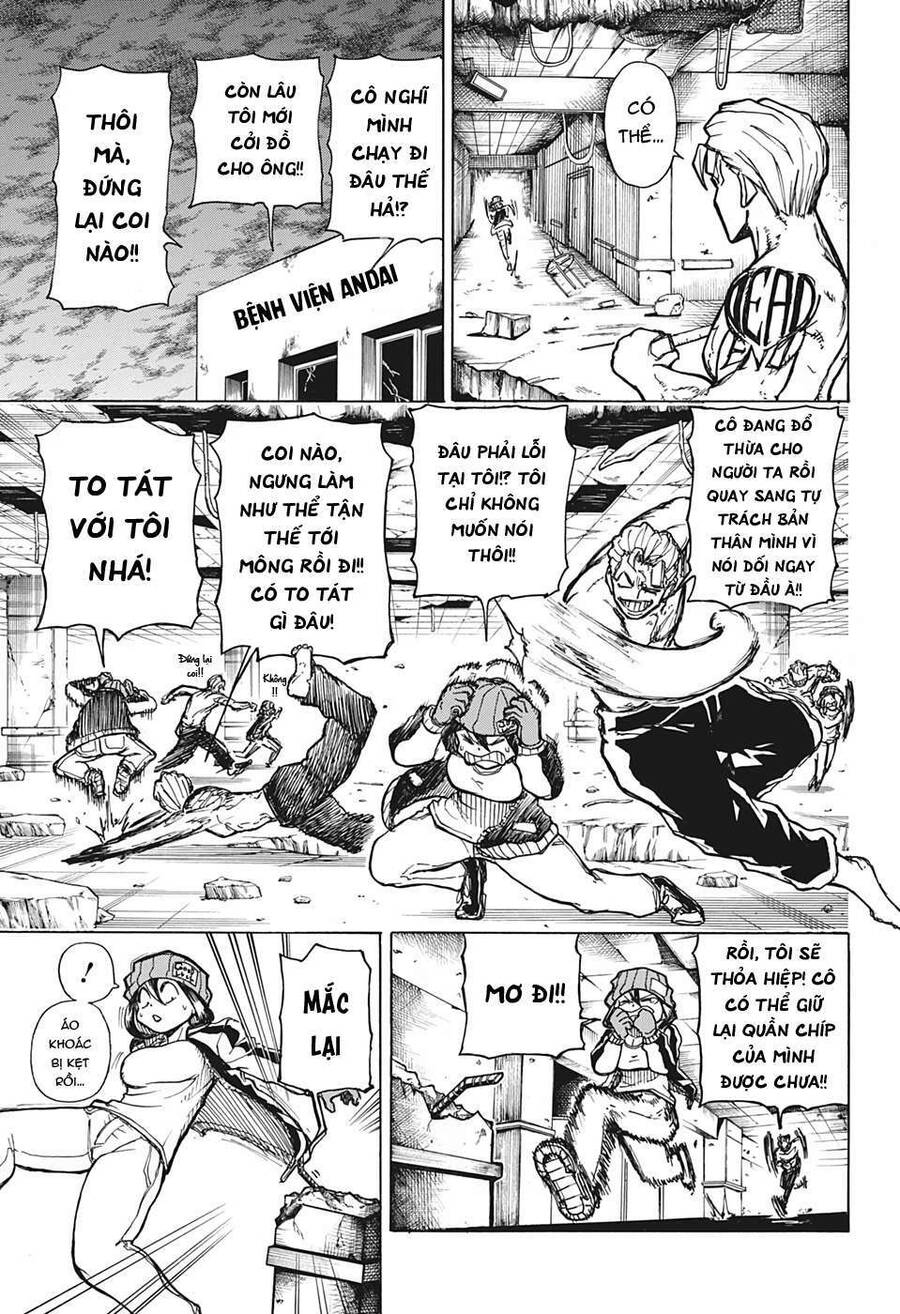 CÓ
THỂ...
DEAD
CÔ NGHĨ
MÌNH
CHẠY ĐI
ĐÂU THẾ
HẢ!?
CÒN LÂU
TÔI MỚI
CỞI ĐỒ
CHO ÔNG!!
THÔI
MÀ,
ĐỨNG
LẠI COI
NÀO!!
BỆNH VIỆN ANDAI
CÔ ĐANG ĐỔ
THỪA CHO
NGƯỜI TA RỒI
QUAY SANG TỰ
TRÁCH BẢN
THÂN MÌNH VÌ
NÓI DỐI NGAY
TỪ ĐẦU À!!
ĐÂU PHẢI LỖI
TẠI TÔI!? TÔI
CHỈ KHÔNG
MUỐN NÓI
THÔI!!
COI NÀO,
NGƯNG LÀM
NHƯ THỂ TẬN
THẾ TỚI
MÔNG RỒI ĐI!!
CÓ TO TÁT
GÌ ĐÂU!
TO TÁT
VỚI TÔI
NHÁ!
Không
!!
Đứng lại
coi!!
RỒI, TÔI SẼ
THỎA HIỆP! CÔ
CÓ THỂ GIỮ
LẠI QUẦN CHÍP
CỦA MÌNH
ĐƯỢC CHƯA!!
MƠ ĐI!!
MẮC
LẠI
!
ÁO
KHOÁC
BỊ KẸT
RỒI...